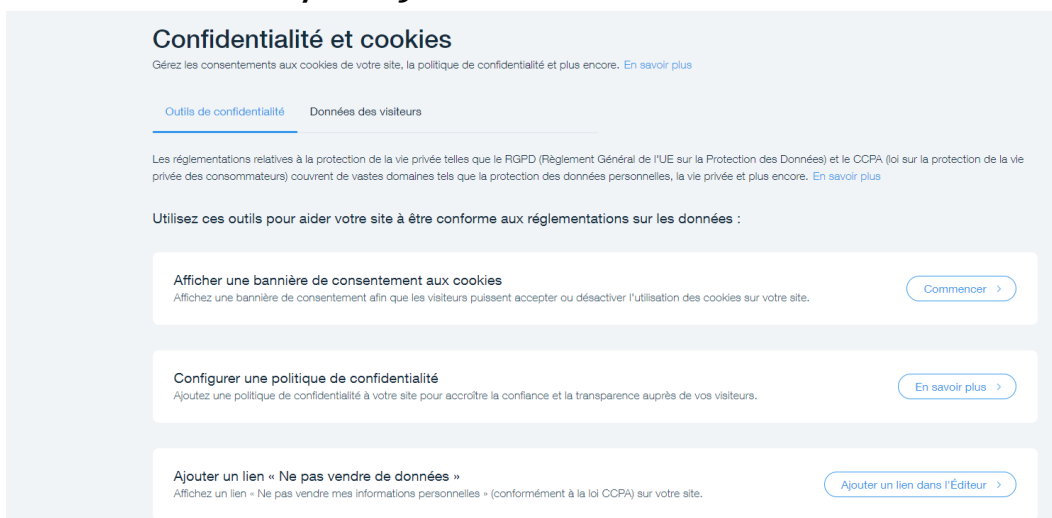 Confidentialité et cookies
Gérez les consentements aux cookies de votre site, la politique de confidentialité et plus encore. En savoir plus
Outils de confidentialité Données des visiteurs
Les réglementations relatives à la protection de la vie privée telles que le RGPD (Règlement Général de l'UE sur la Protection des Données) et le CCPA (loi sur la protection de la vie
privée des consommateurs) couvrent de vastes domaines tels que la protection des données personnelles, la vie privée et plus encore. En savoir plus
Utilisez ces outils pour aider votre site à être conforme aux réglementations sur les données :
Afficher une bannière de consentement aux cookies
Affichez une bannière de consentement afin que les visiteurs puissent accepter ou désactiver l'utilisation des cookies sur votre site.
Commencer >
Configurer une politique de confidentialité
Ajoutez une politique de confidentialité à votre site pour accroître la confiance et la transparence auprès de vos visiteurs.
En savoir plus >
Ajouter un lien « Ne pas vendre de données »
Affichez un lien « Ne pas vendre mes informations personnelles » (conformément à la loi CCPA) sur votre site.
Ajouter un lien dans l'Éditeur >